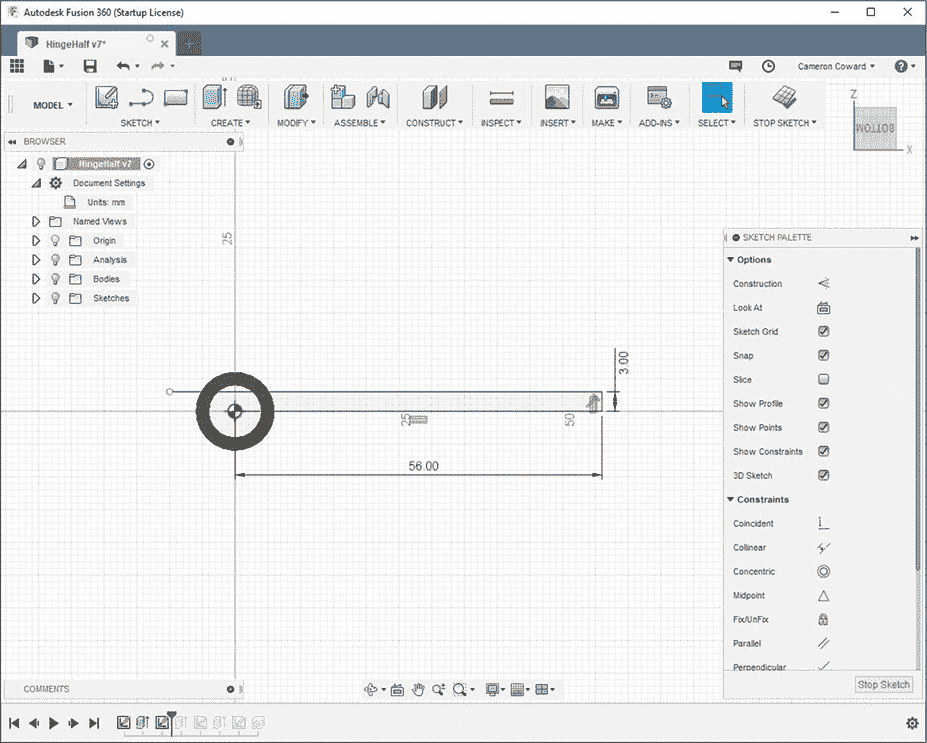 Autodesk Fusion 360 (Startup License)
HingeHalf v7*
Cameron Coward
MODEL
SKETCH
CREATE
MODIFY
ASSEMBLE
CONSTRUCT
INSPECT
INSERT
MAKE
ADD-INS
SELECT
STOP SKETCH
Z
BOTTOM
X
BROWSER
HingeHalf v7
Document Settings
Units: mm
Named Views
Origin
Analysis
Bodies
Sketches
25
3.00
25
50
56.00
SKETCH PALETTE
Options
Construction
Look At
Sketch Grid
Snap
Slice
Show Profile
Show Points
Show Constraints
3D Sketch
Constraints
Coincident
Collinear
Concentric
Midpoint
Fix/UnFix
Parallel
Perpendicular
Stop Sketch
COMMENTS